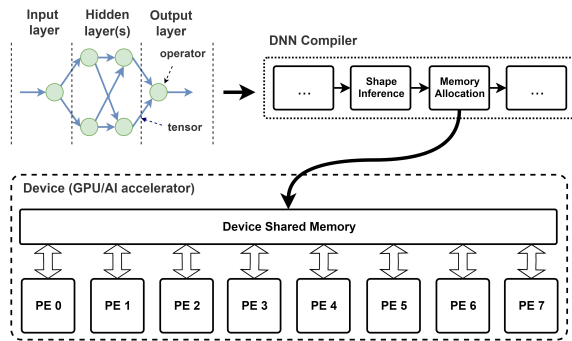 Input layer
Hidden layer(s)
Output layer
operator
tensor
DNN Compiler
...
Shape Inference
Memory Allocation
...
Device (GPU/AI accelerator)
Device Shared Memory
PE 0
PE 1
PE 2
PE 3
PE 4
PE 5
PE 6
PE 7